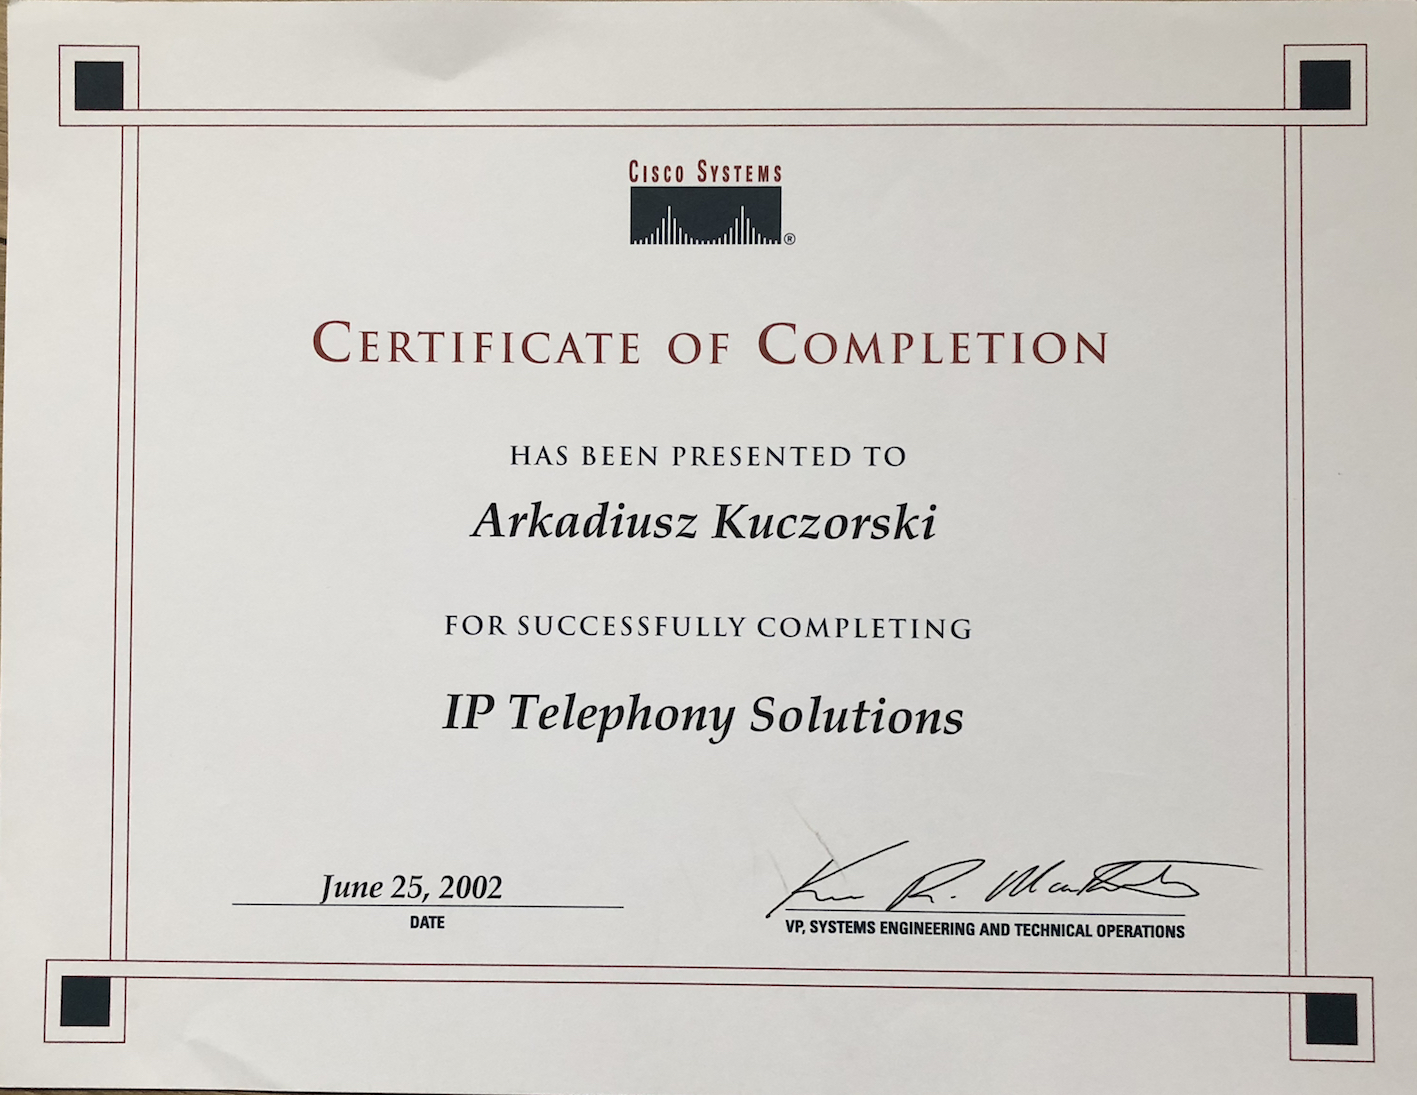 CISCO SYSTEMS
®
CERTIFICATE OF COMPLETION
HAS BEEN PRESENTED TO
Arkadiusz Kuczorski
FOR SUCCESSFULLY COMPLETING
IP Telephony Solutions
June 25, 2002
DATE
VP, SYSTEMS ENGINEERING AND TECHNICAL OPERATIONS